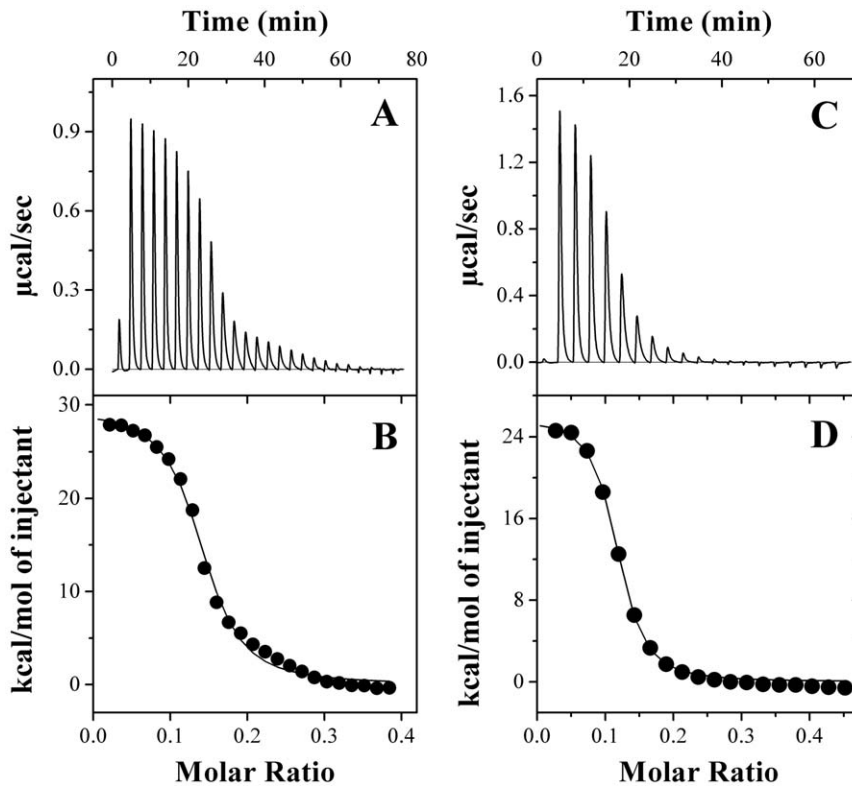 Time (min)
0 20 40 60 80
A
0.9
0.6
0.3
0.0
µcal/sec
B
30
20
10
0
kcal/mol of injectant
0.0 0.1 0.2 0.3 0.4
Molar Ratio
Time (min)
0 20 40 60
C
1.6
1.2
0.8
0.4
0.0
µcal/sec
D
24
16
8
0
kcal/mol of injectant
0.0 0.1 0.2 0.3 0.4
Molar Ratio